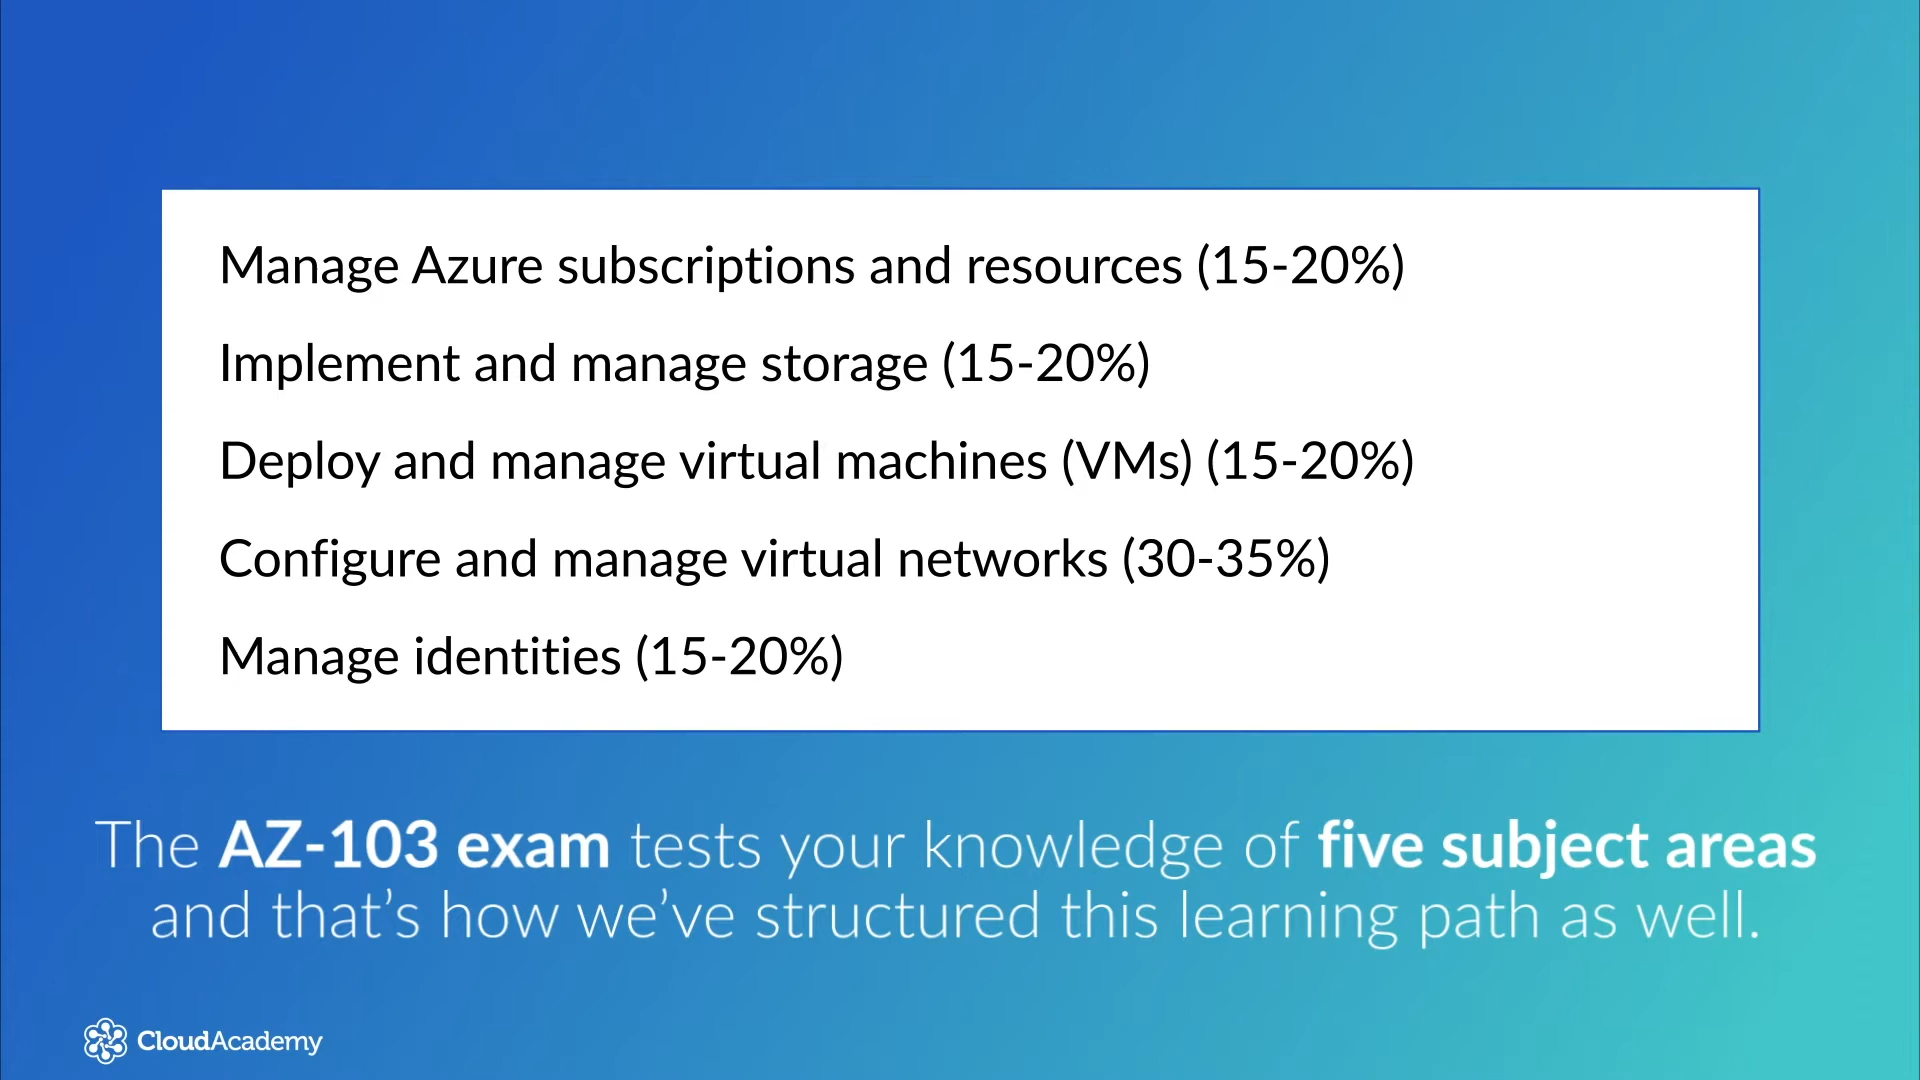 Manage Azure subscriptions and resources (15-20%)
Implement and manage storage (15-20%)
Deploy and manage virtual machines (VMs) (15-20%)
Configure and manage virtual networks (30-35%)
Manage identities (15-20%)
The AZ-103 exam tests your knowledge of five subject areas
and that’s how we’ve structured this learning path as well.
CloudAcademy